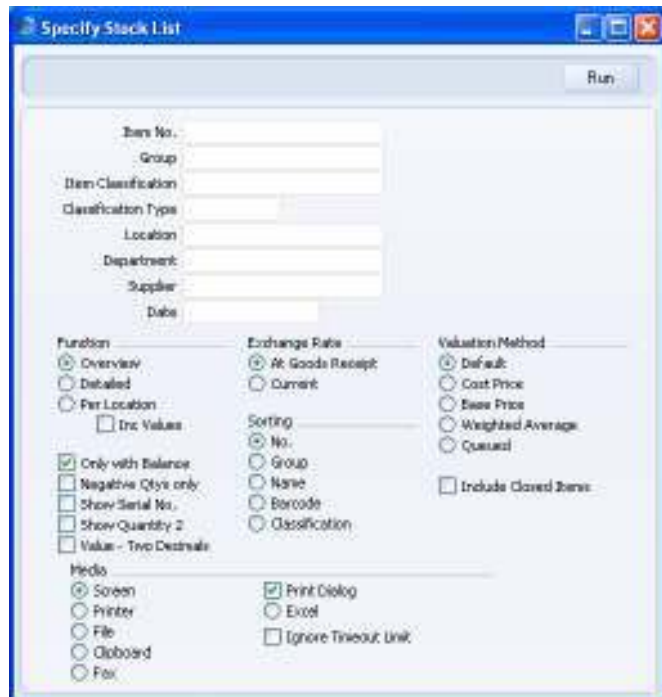 Specify Stock List
Run
Item No.
Group
Item Classification
Classification Type
Location
Department
Supplier
Date
Function
Overview
Detailed
Per Location
Inc Values
Only with Balance
Negative Qtys only
Show Serial No.
Show Quantity 2
Value - Two Decimals
Exchange Rate
At Goods Receipt
Current
Sorting
No.
Group
Name
Barcode
Classification
Valuation Method
Default
Cost Price
Base Price
Weighted Average
Queued
Include Closed Items
Media
Screen
Printer
File
Clipboard
Fax
Print Dialog
Excel
Ignore Timeout Limit